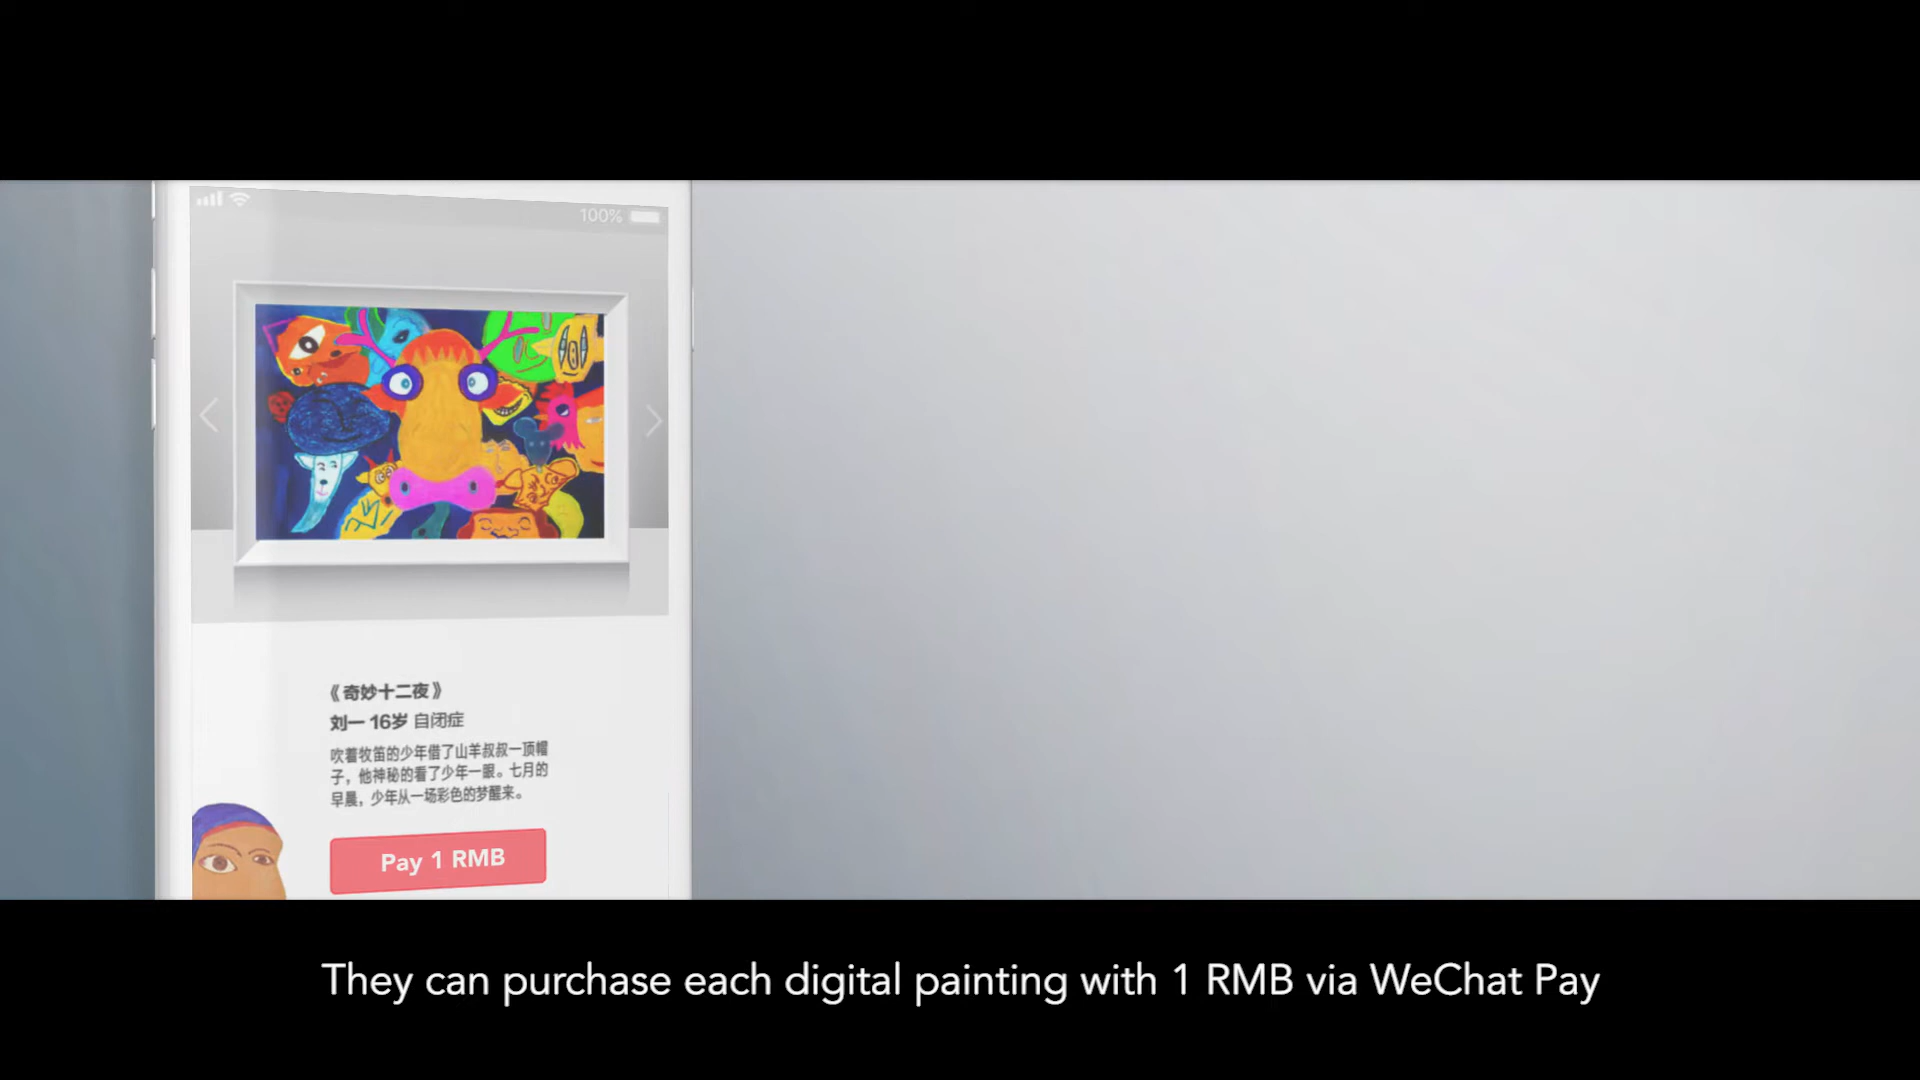 100%
《奇妙十二夜》
刘一 16岁 自闭症
吹着牧笛的少年借了山羊叔叔一顶帽
子，他神秘的看了少年一眼。七月的
早晨，少年从一场彩色的梦醒来。
Pay 1 RMB
They can purchase each digital painting with 1 RMB via WeChat Pay